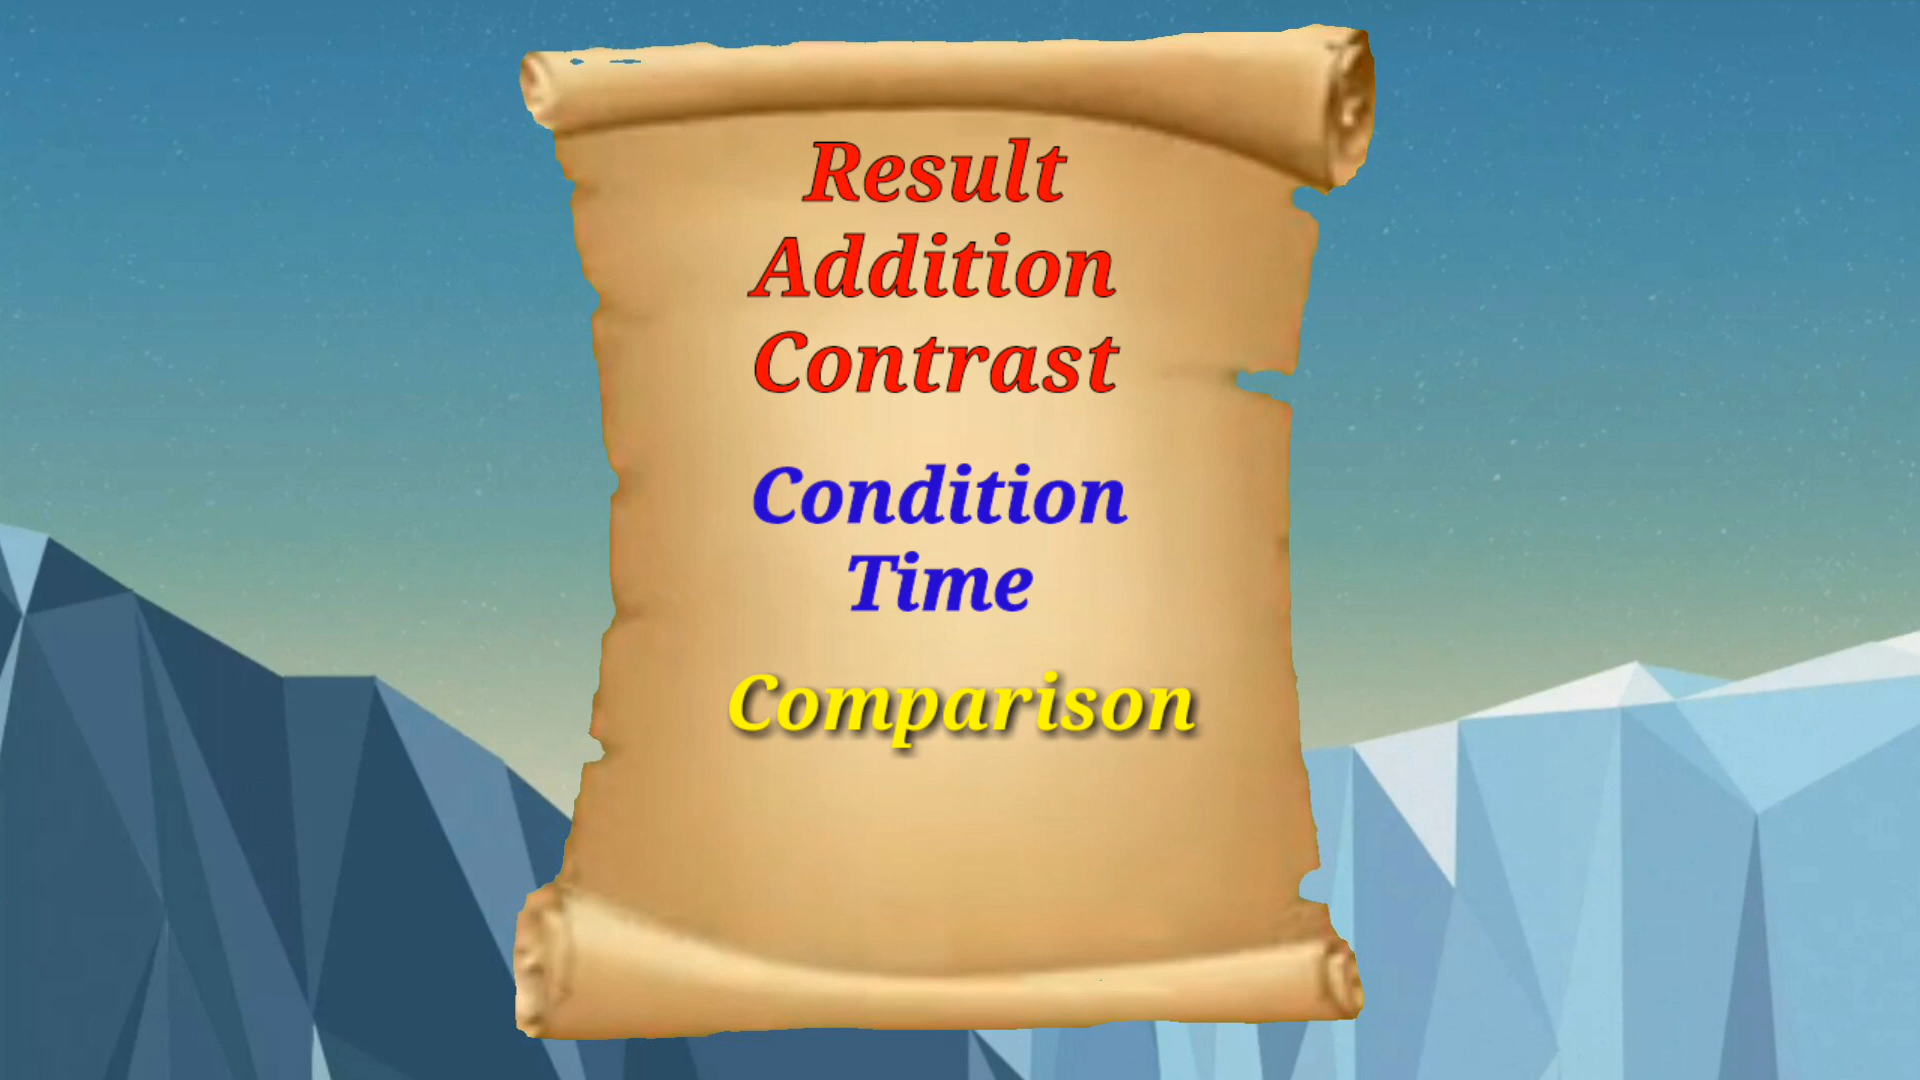 Result
Addition
Contrast
Condition
Time
Comparison